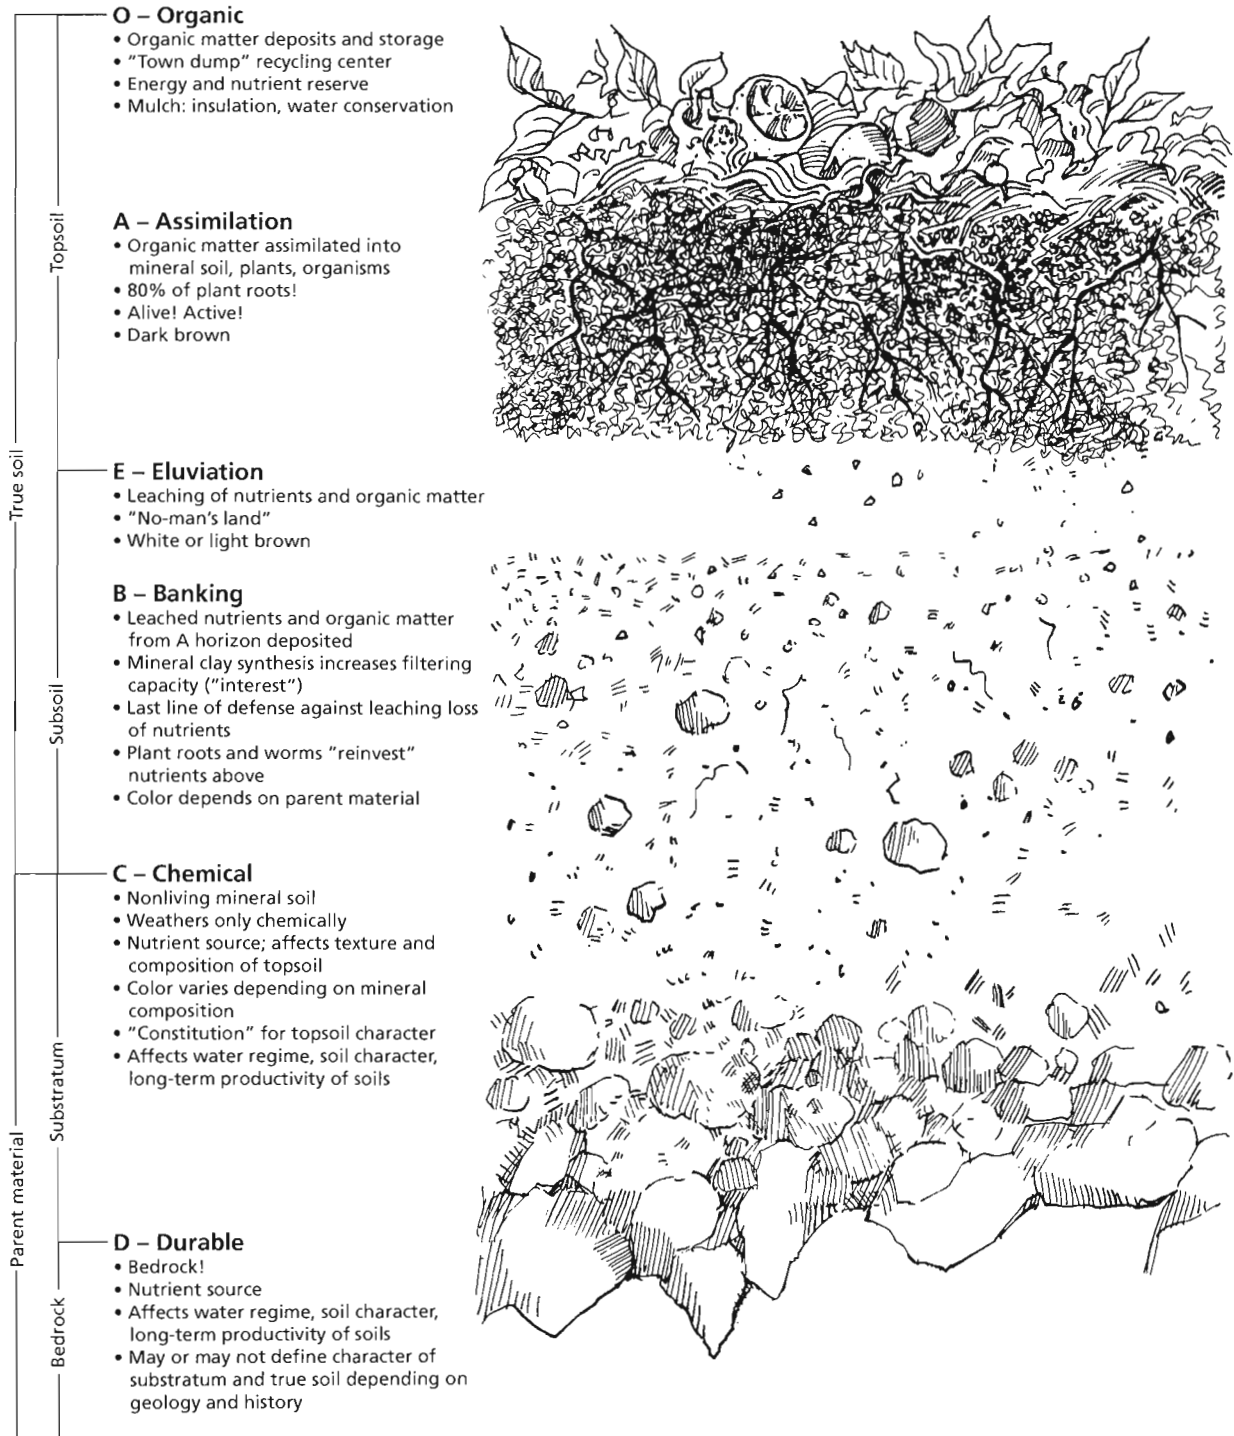 O – Organic
• Organic matter deposits and storage
• "Town dump" recycling center
• Energy and nutrient reserve
• Mulch: insulation, water conservation
Topsoil
A – Assimilation
• Organic matter assimilated into
mineral soil, plants, organisms
• 80% of plant roots!
• Alive! Active!
• Dark brown
True soil
E – Eluviation
• Leaching of nutrients and organic matter
• "No-man's land"
• White or light brown
B – Banking
• Leached nutrients and organic matter
from A horizon deposited
• Mineral clay synthesis increases filtering
capacity ("interest")
• Last line of defense against leaching loss
of nutrients
• Plant roots and worms "reinvest"
nutrients above
• Color depends on parent material
Subsoil
C – Chemical
• Nonliving mineral soil
• Weathers only chemically
• Nutrient source; affects texture and
composition of topsoil
• Color varies depending on mineral
composition
• "Constitution" for topsoil character
• Affects water regime, soil character,
long-term productivity of soils
Substratum
Parent material
D – Durable
• Bedrock!
• Nutrient source
• Affects water regime, soil character,
long-term productivity of soils
• May or may not define character of
substratum and true soil depending on
geology and history
Bedrock